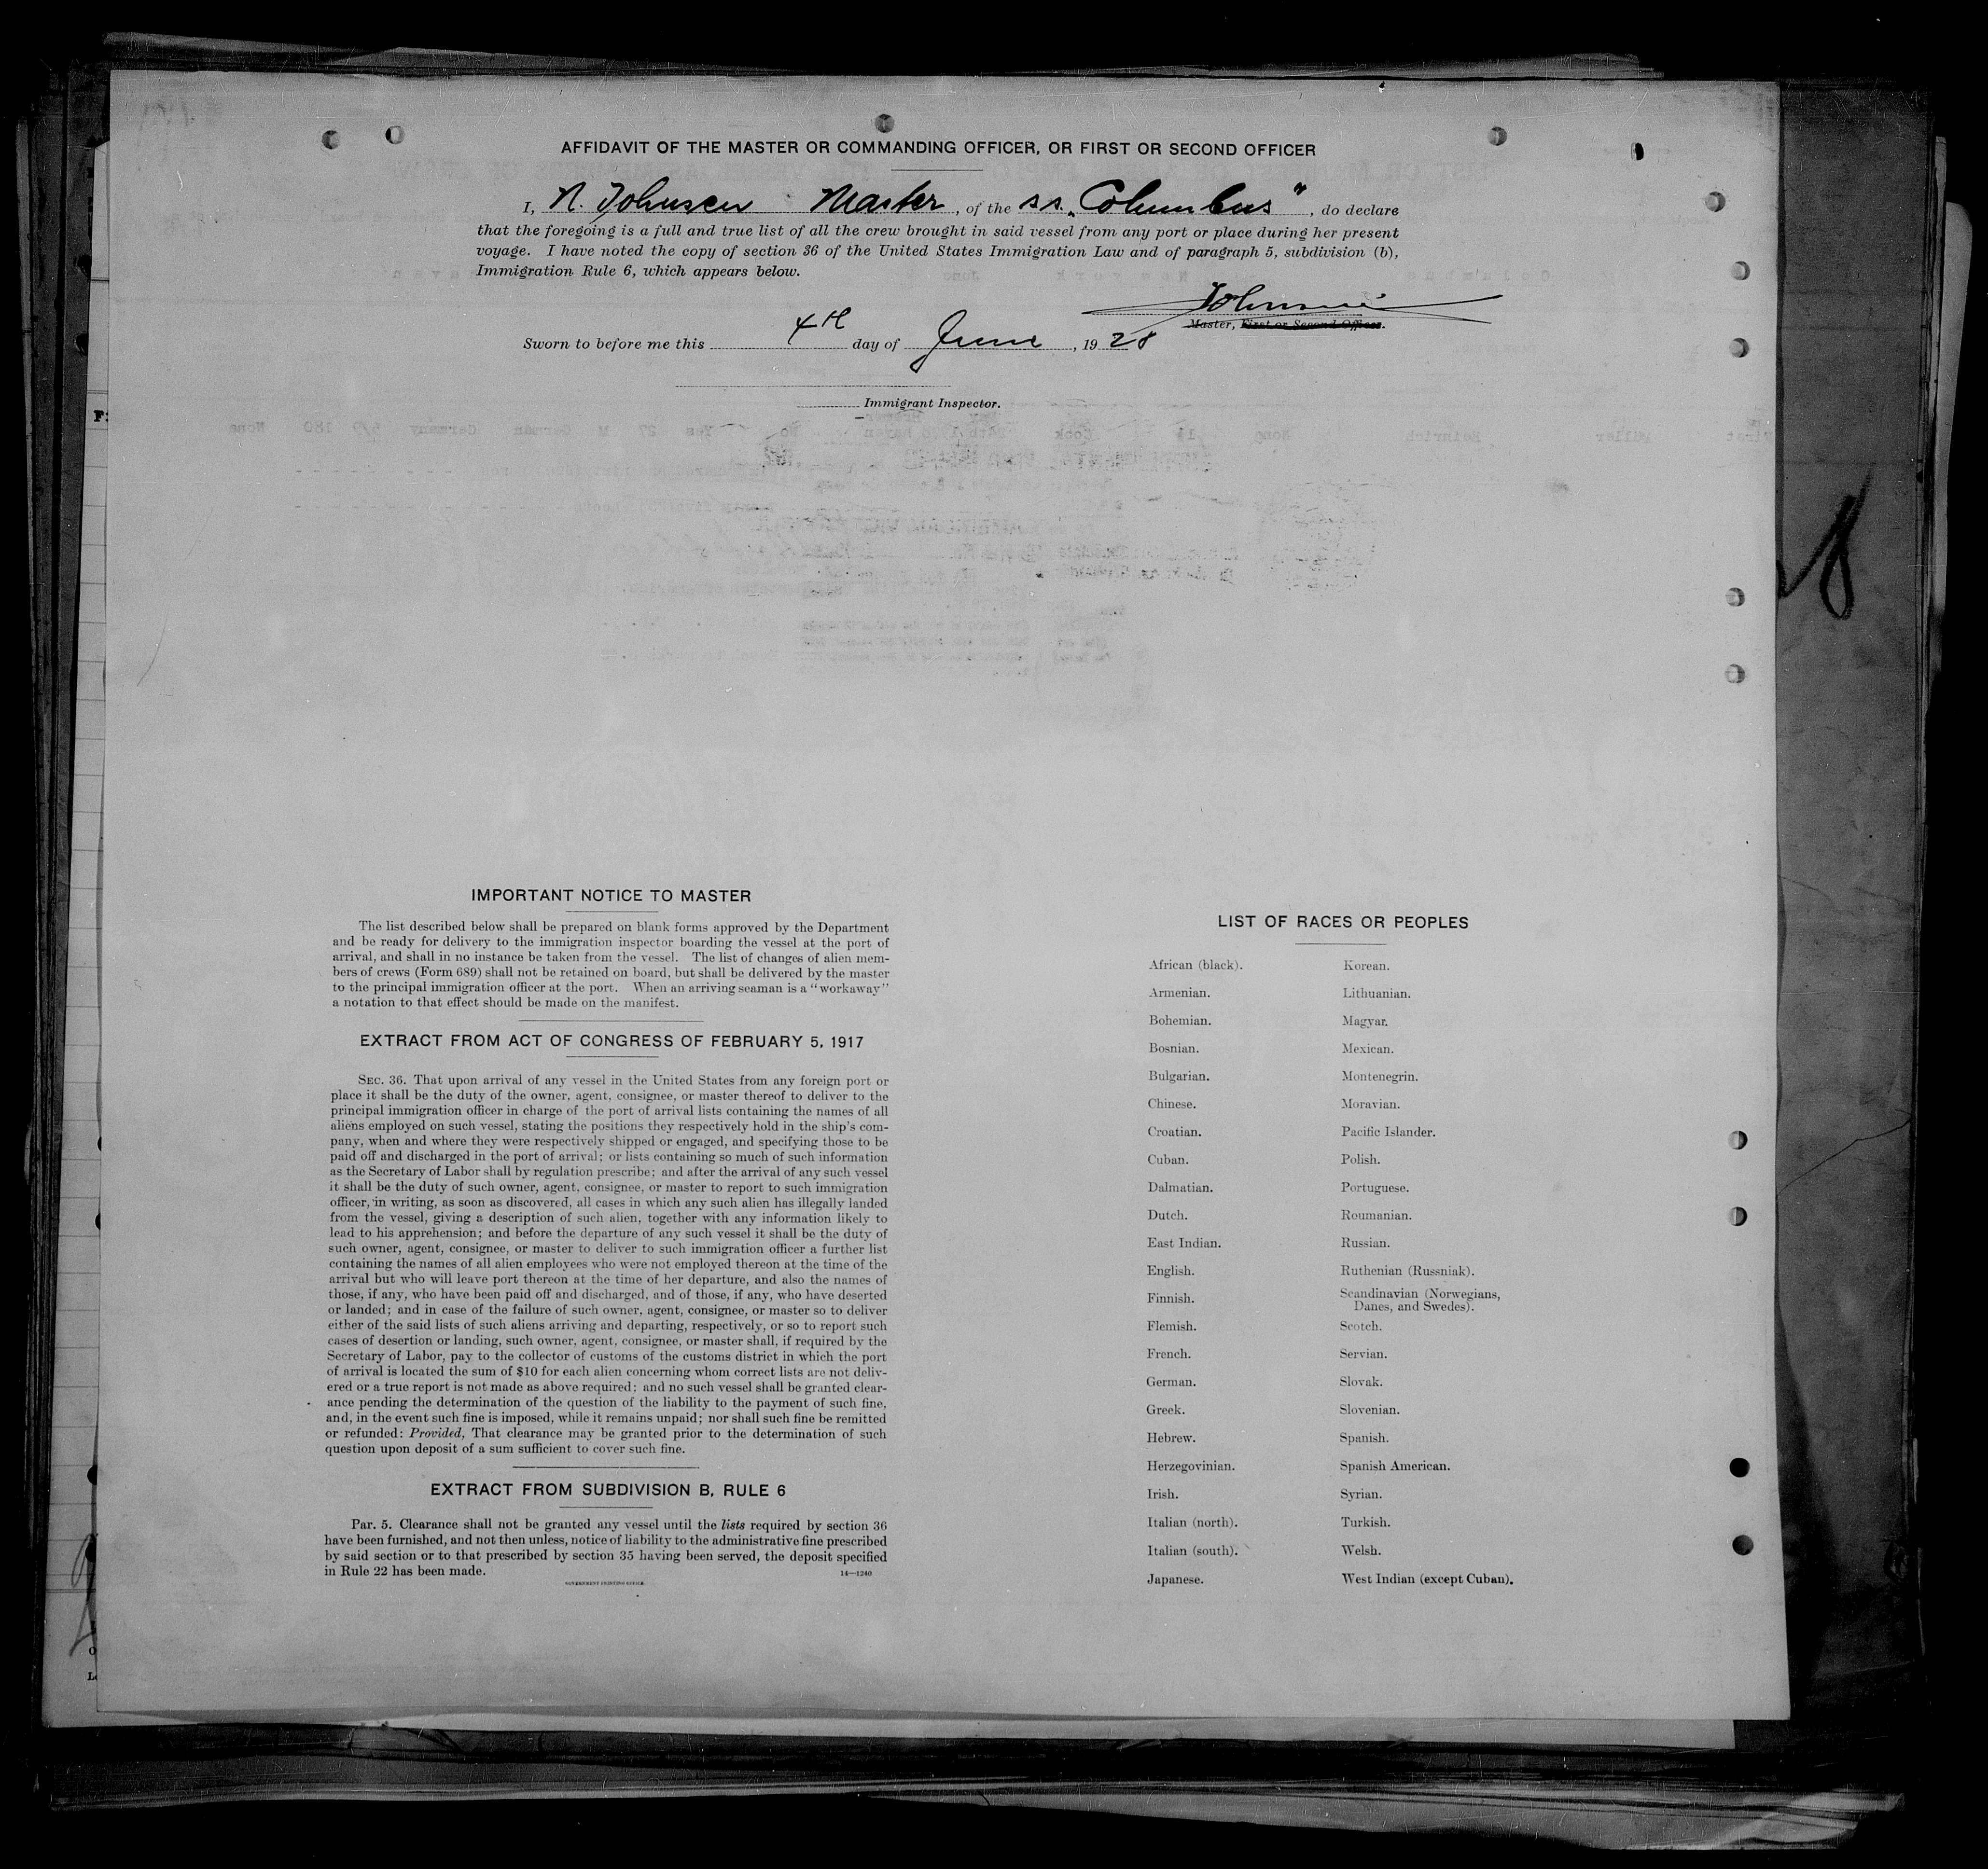 AFFIDAVIT OF THE MASTER OR COMMANDING OFFICER, OR FIRST OR SECOND OFFICER
I, N. Johnsen Master, of the s.s. „Columbus", do declare
that the foregoing is a full and true list of all the crew brought in said vessel from any port or place during her present
voyage. I have noted the copy of section 36 of the United States Immigration Law and of paragraph 5, subdivision (b),
Immigration Rule 6, which appears below.
Johnsen
Master, First or Second Officer.
Sworn to before me this 4th day of June, 1928
Immigrant Inspector.
IMPORTANT NOTICE TO MASTER
The list described below shall be prepared on blank forms approved by the Department
and be ready for delivery to the immigration inspector boarding the vessel at the port of
arrival, and shall in no instance be taken from the vessel. The list of changes of alien mem-
bers of crews (Form 689) shall not be retained on board, but shall be delivered by the master
to the principal immigration officer at the port. When an arriving seaman is a "workaway"
a notation to that effect should be made on the manifest.
EXTRACT FROM ACT OF CONGRESS OF FEBRUARY 5, 1917
SEC. 36. That upon arrival of any vessel in the United States from any foreign port or
place it shall be the duty of the owner, agent, consignee, or master thereof to deliver to the
principal immigration officer in charge of the port of arrival lists containing the names of all
aliens employed on such vessel, stating the positions they respectively hold in the ship's com-
pany, when and where they were respectively shipped or engaged, and specifying those to be
paid off and discharged in the port of arrival; or lists containing so much of such information
as the Secretary of Labor shall by regulation prescribe; and after the arrival of any such vessel
it shall be the duty of such owner, agent, consignee, or master to report to such immigration
officer, in writing, as soon as discovered, all cases in which any such alien has illegally landed
from the vessel, giving a description of such alien, together with any information likely to
lead to his apprehension; and before the departure of any such vessel it shall be the duty of
such owner, agent, consignee, or master to deliver to such immigration officer a further list
containing the names of all alien employees who were not employed thereon at the time of the
arrival but who will leave port thereon at the time of her departure, and also the names of
those, if any, who have been paid off and discharged, and of those, if any, who have deserted
or landed; and in case of the failure of such owner, agent, consignee, or master so to deliver
either of the said lists of such aliens arriving and departing, respectively, or so to report such
cases of desertion or landing, such owner, agent, consignee, or master shall, if required by the
Secretary of Labor, pay to the collector of customs of the customs district in which the port
of arrival is located the sum of $10 for each alien concerning whom correct lists are not deliv-
ered or a true report is not made as above required; and no such vessel shall be granted clear-
ance pending the determination of the question of the liability to the payment of such fine,
and, in the event such fine is imposed, while it remains unpaid; nor shall such fine be remitted
or refunded: Provided, That clearance may be granted prior to the determination of such
question upon deposit of a sum sufficient to cover such fine.
EXTRACT FROM SUBDIVISION B, RULE 6
Par. 5. Clearance shall not be granted any vessel until the lists required by section 36
have been furnished, and not then unless, notice of liability to the administrative fine prescribed
by said section or to that prescribed by section 35 having been served, the deposit specified
in Rule 22 has been made. 14—1240
GOVERNMENT PRINTING OFFICE
LIST OF RACES OR PEOPLES
African (black). Korean.
Armenian. Lithuanian.
Bohemian. Magyar.
Bosnian. Mexican.
Bulgarian. Montenegrin.
Chinese. Moravian.
Croatian. Pacific Islander.
Cuban. Polish.
Dalmatian. Portuguese.
Dutch. Roumanian.
East Indian. Russian.
English. Ruthenian (Russniak).
Finnish. Scandinavian (Norwegians,
Danes, and Swedes).
Flemish. Scotch.
French. Servian.
German. Slovak.
Greek. Slovenian.
Hebrew. Spanish.
Herzegovinian. Spanish American.
Irish. Syrian.
Italian (north). Turkish.
Italian (south). Welsh.
Japanese. West Indian (except Cuban).